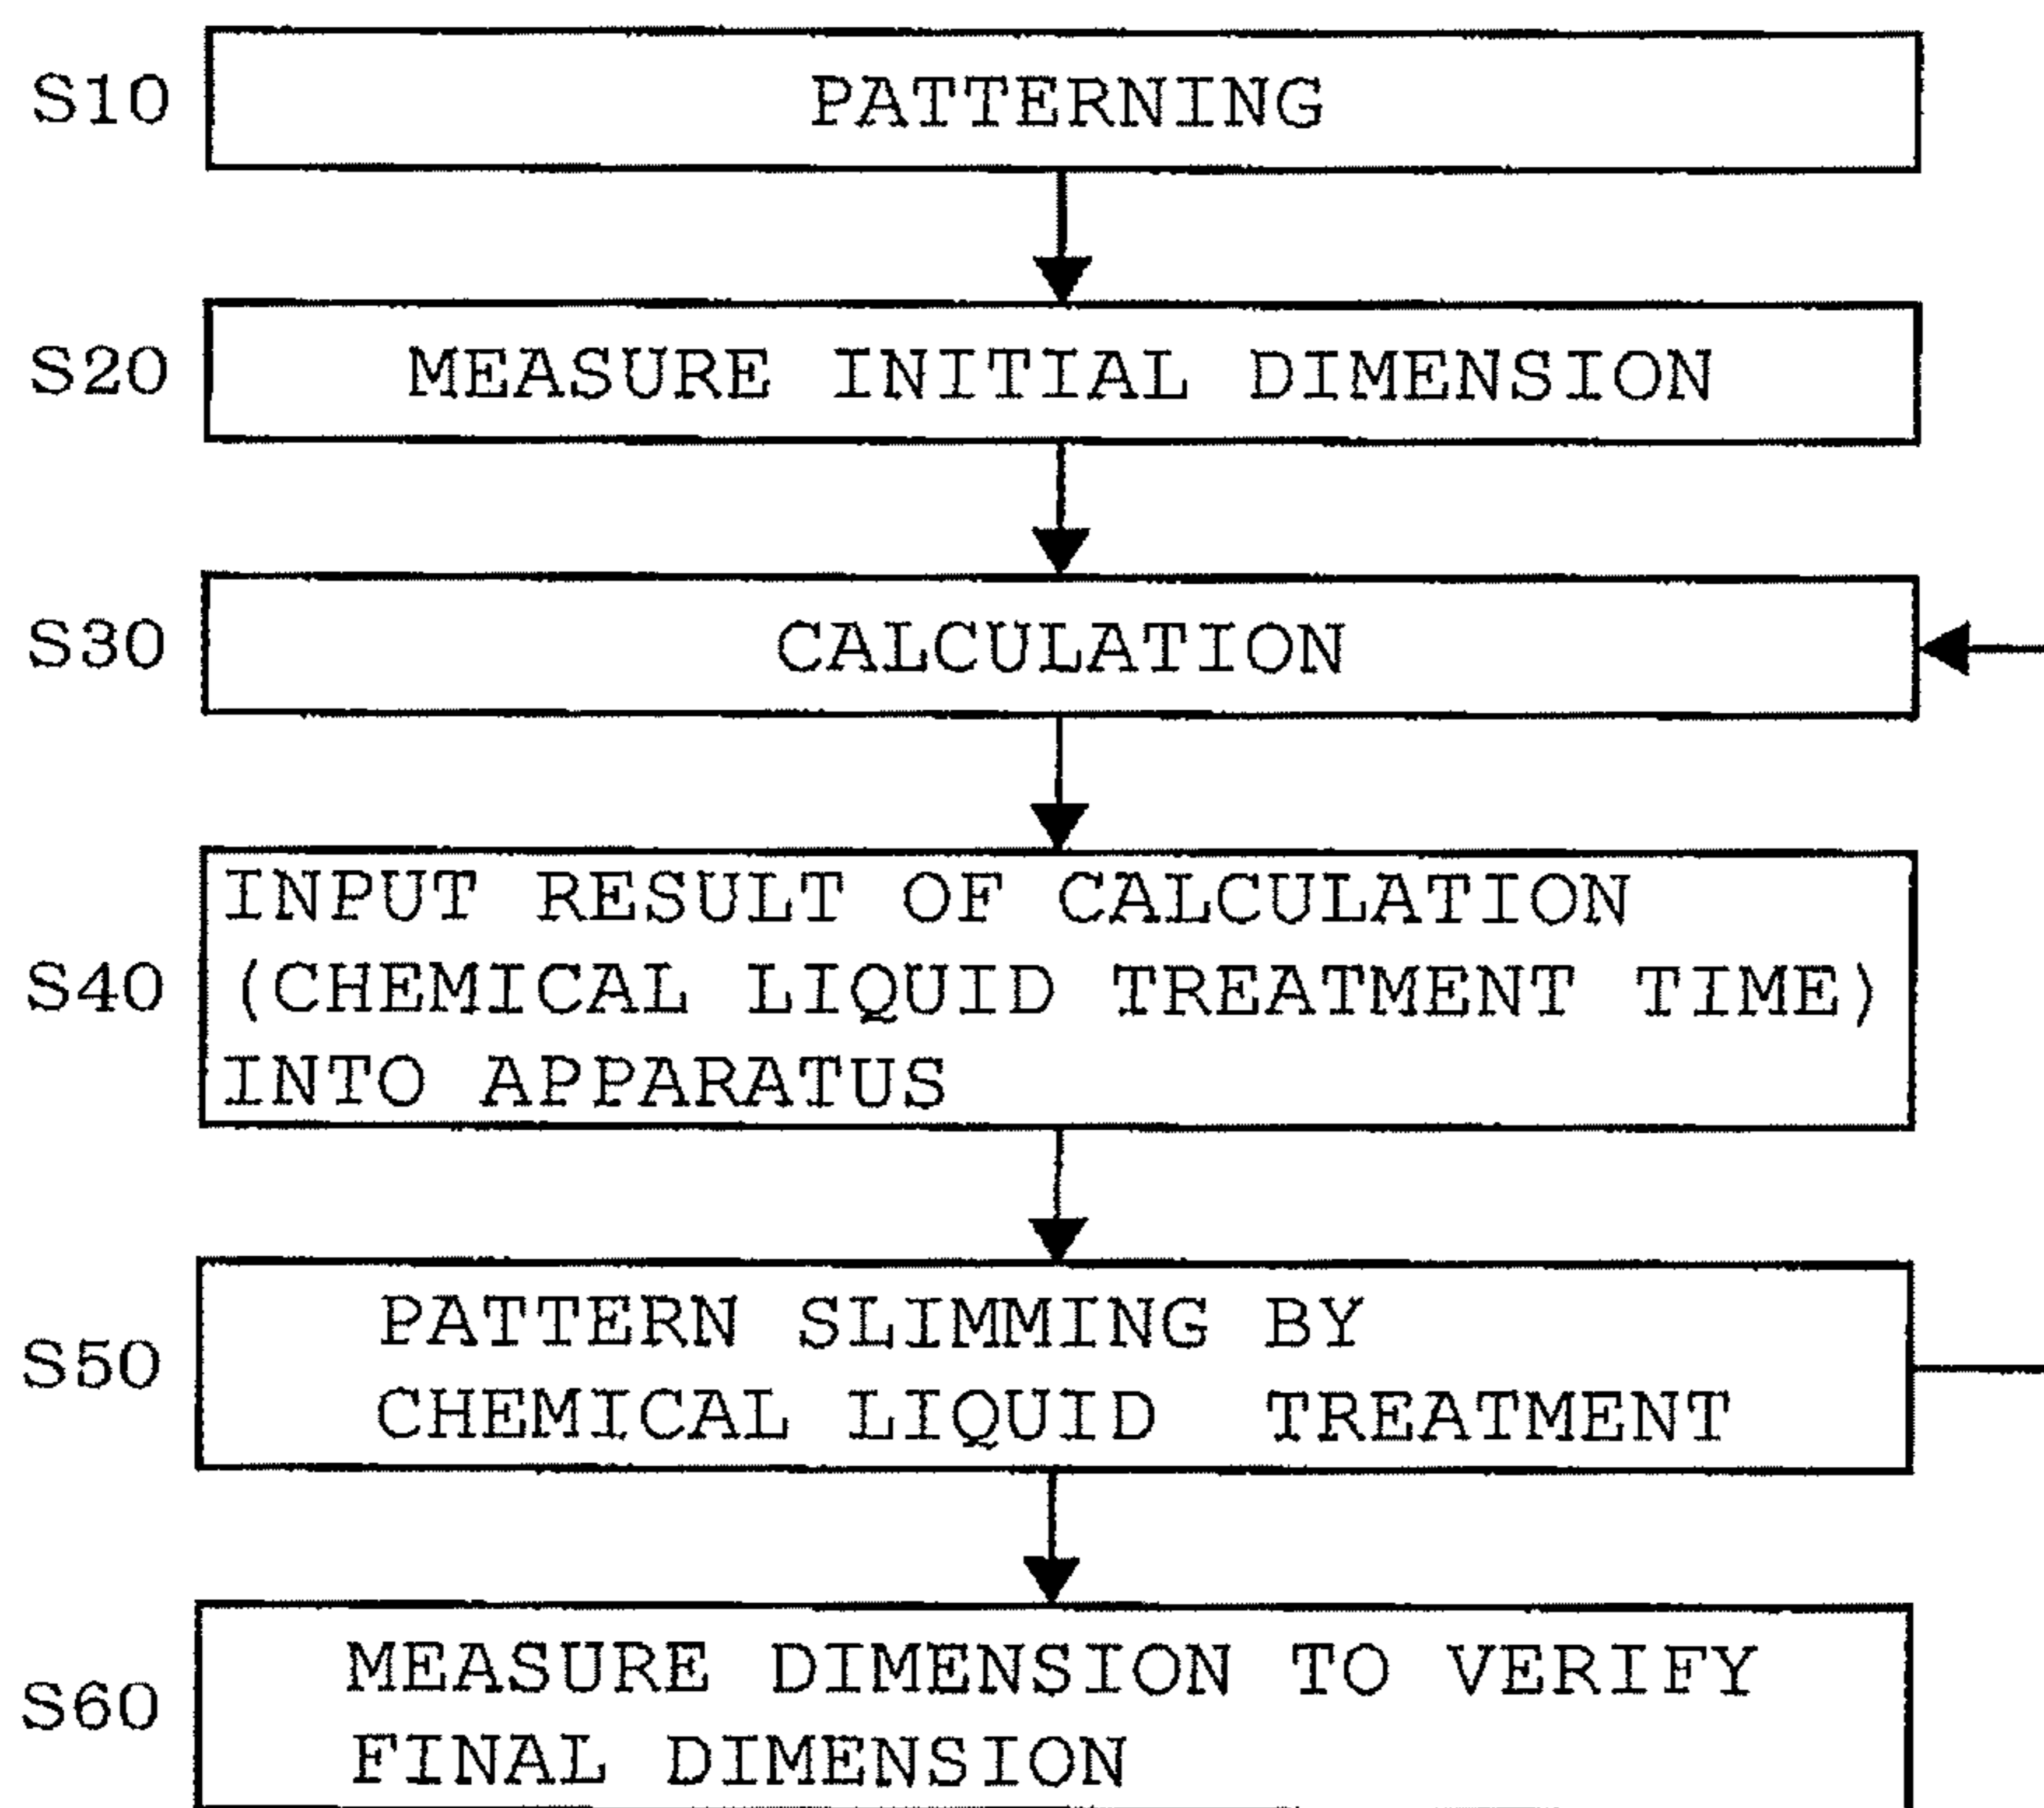 S10
PATTERNING
S20
MEASURE INITIAL DIMENSION
S30
CALCULATION
S40
INPUT RESULT OF CALCULATION
(CHEMICAL LIQUID TREATMENT TIME)
INTO APPARATUS
S50
PATTERN SLIMMING BY
CHEMICAL LIQUID TREATMENT
S60
MEASURE DIMENSION TO VERIFY
FINAL DIMENSION